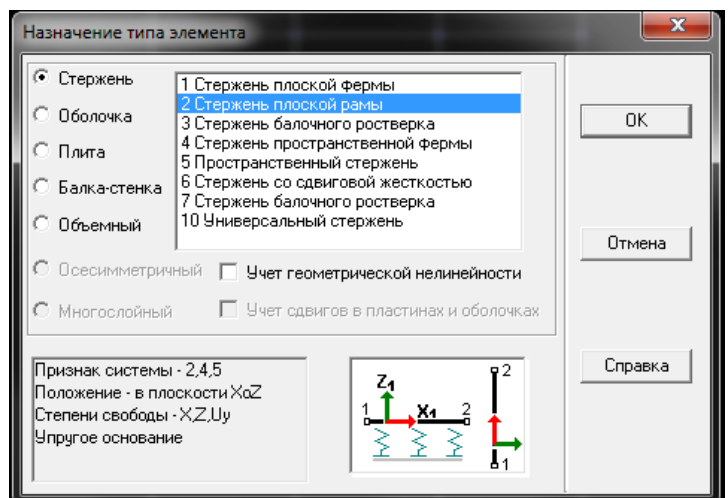 Назначение типа элемента
Стержень
Оболочка
Плита
Балка-стенка
Объемный
Осесимметричный
Многослойный
1 Стержень плоской фермы
2 Стержень плоской рамы
3 Стержень балочного ростверка
4 Стержень пространственной фермы
5 Пространственный стержень
6 Стержень со сдвиговой жесткостью
7 Стержень балочного ростверка
10 Универсальный стержень
Учет геометрической нелинейности
Учет сдвигов в пластинах и оболочках
OK
Отмена
Справка
Признак системы - 2,4,5
Положение - в плоскости XoZ
Степени свободы - X,Z,Uy
Упругое основание
Z1
1 X1 2
2
1